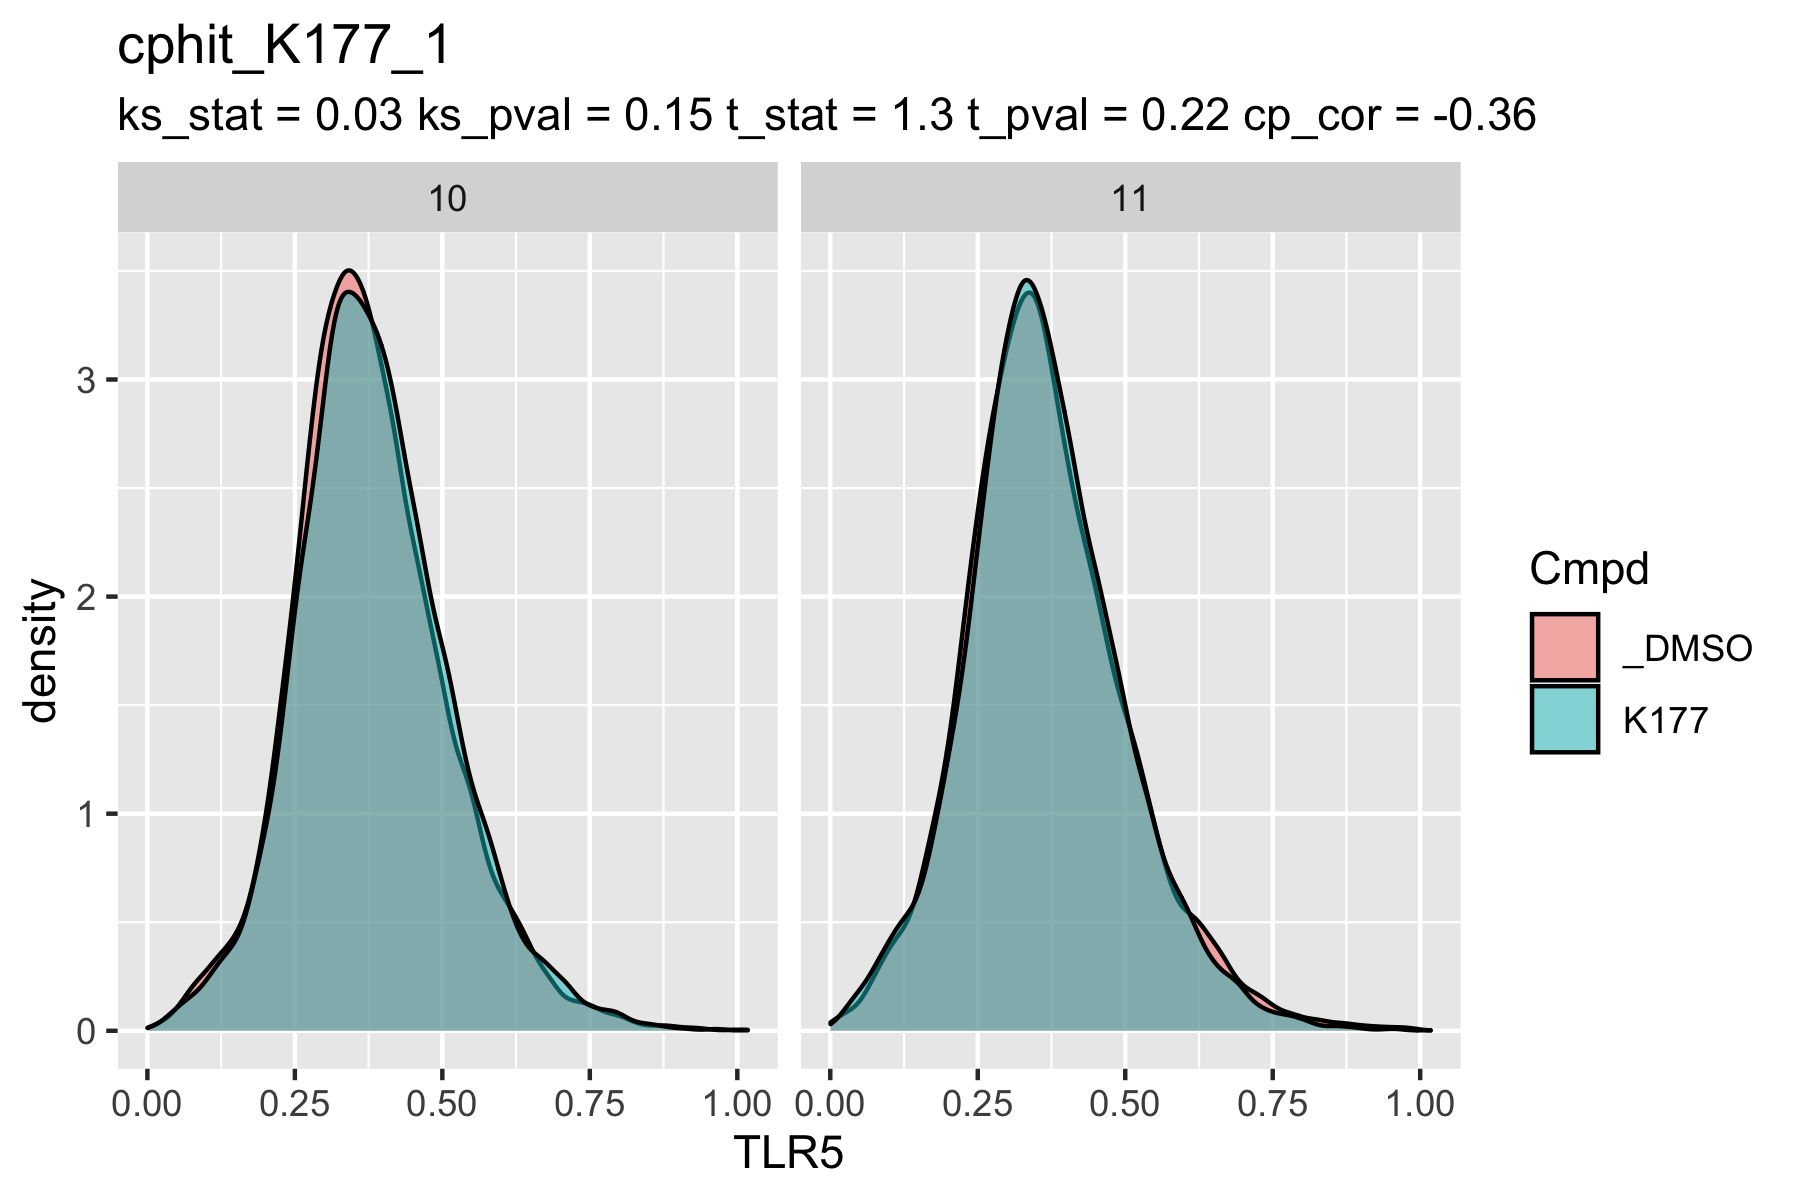 cphit_K177_1
ks_stat = 0.03 ks_pval = 0.15 t_stat = 1.3 t_pval = 0.22 cp_cor = -0.36
10
11
density
3
2
1
0
0.00 0.25 0.50 0.75 1.00
0.00 0.25 0.50 0.75 1.00
TLR5
Cmpd
_DMSO
K177